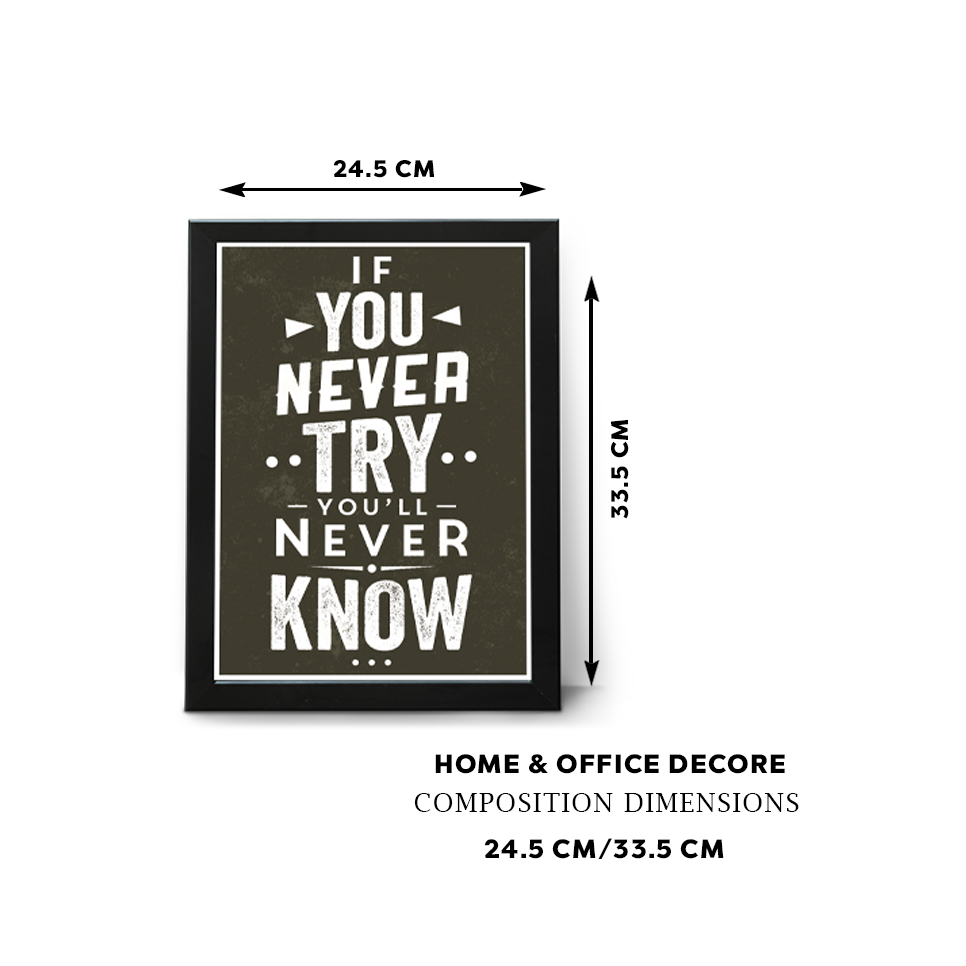 24.5 CM
IF
YOU
NEVER
TRY
YOU'LL
NEVER
KNOW
...
33.5 CM
HOME & OFFICE DECORE
COMPOSITION DIMENSIONS
24.5 CM/33.5 CM